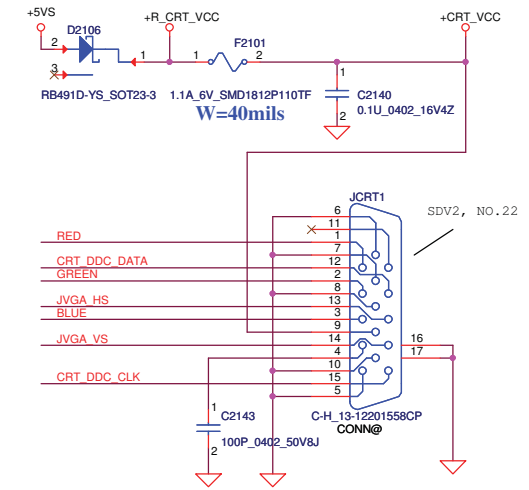 +5VS
+R_CRT_VCC
+CRT_VCC
D2106
F2101
2
1
1
2
3
1
RB491D-YS_SOT23-3
1.1A_6V_SMD1812P110TF
C2140
0.1U_0402_16V4Z
W=40mils
2
JCRT1
SDV2, NO.22
6
11
RED
1
7
CRT_DDC_DATA
12
GREEN
2
8
JVGA_HS
13
BLUE
3
9
JVGA_VS
14
16
4
17
10
CRT_DDC_CLK
15
5
1
C2143
C-H_13-12201558CP
CONN@
100P_0402_50V8J
2